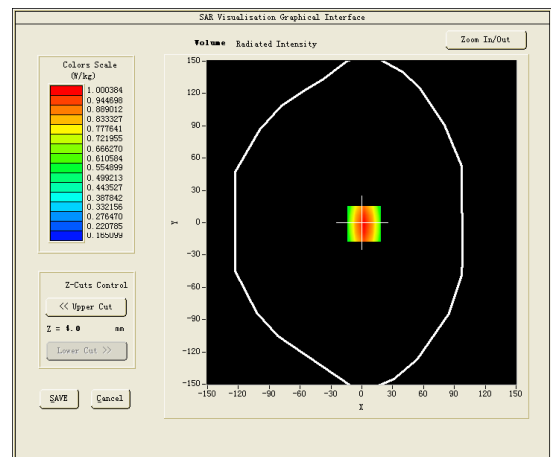 SAR Visualisation Graphical Interface
Volume Radiated Intensity
Zoom In/Out
Colors Scale
(W/kg)
1.000384
0.944698
0.889012
0.833327
0.777641
0.721955
0.666270
0.610584
0.554899
0.499213
0.443527
0.387842
0.332156
0.276470
0.220785
0.165099
Z-Cuts Control
<< Upper Cut
Z = 4.0 mm
Lower Cut >>
SAVE Cancel
150
120
90
60
30
0
-30
-60
-90
-120
-150
Y
-150 -120 -90 -60 -30 0 30 60 90 120 150
X